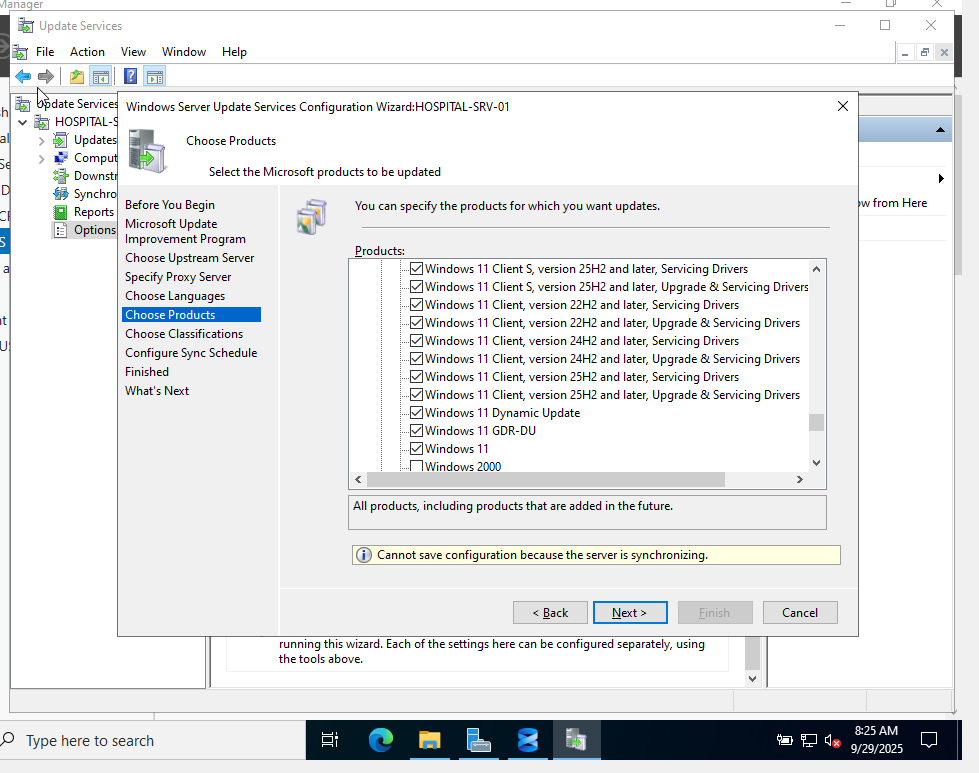 Manager
Update Services
File Action View Window Help
Update Services
HOSPITAL-S
Updates
Comput
Downstr
Synchro
Reports
Options
Windows Server Update Services Configuration Wizard:HOSPITAL-SRV-01
Choose Products
Select the Microsoft products to be updated
Before You Begin
Microsoft Update
Improvement Program
Choose Upstream Server
Specify Proxy Server
Choose Languages
Choose Products
Choose Classifications
Configure Sync Schedule
Finished
What's Next
You can specify the products for which you want updates.
Products:
Windows 11 Client S, version 25H2 and later, Servicing Drivers
Windows 11 Client S, version 25H2 and later, Upgrade & Servicing Drivers
Windows 11 Client, version 22H2 and later, Servicing Drivers
Windows 11 Client, version 22H2 and later, Upgrade & Servicing Drivers
Windows 11 Client, version 24H2 and later, Servicing Drivers
Windows 11 Client, version 24H2 and later, Upgrade & Servicing Drivers
Windows 11 Client, version 25H2 and later, Servicing Drivers
Windows 11 Client, version 25H2 and later, Upgrade & Servicing Drivers
Windows 11 Dynamic Update
Windows 11 GDR-DU
Windows 11
Windows 2000
All products, including products that are added in the future.
Cannot save configuration because the server is synchronizing.
< Back Next > Finish Cancel
ow from Here
running this wizard. Each of the settings here can be configured separately, using
the tools above.
Type here to search
8:25 AM
9/29/2025